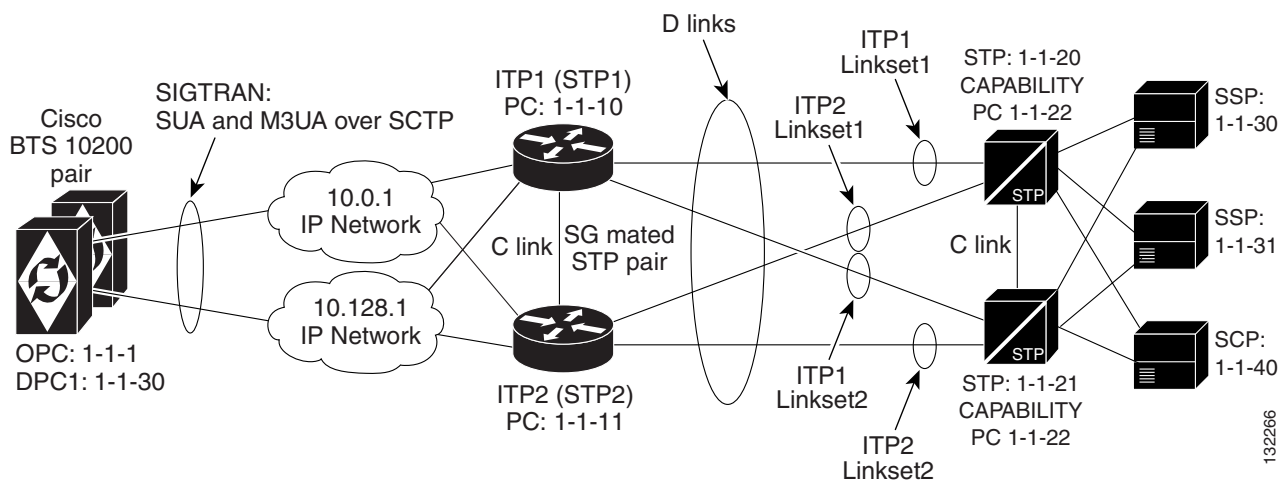 Cisco
BTS 10200
pair
OPC: 1-1-1
DPC1: 1-1-30
SIGTRAN:
SUA and M3UA over SCTP
10.0.1
IP Network
10.128.1
IP Network
ITP1 (STP1)
PC: 1-1-10
C link
SG mated
STP pair
ITP2 (STP2)
PC: 1-1-11
D links
ITP2
Linkset1
ITP1
Linkset1
ITP1
Linkset2
ITP2
Linkset2
STP: 1-1-20
CAPABILITY
PC 1-1-22
STP
C link
STP
STP: 1-1-21
CAPABILITY
PC 1-1-22
SSP:
1-1-30
SSP:
1-1-31
SCP:
1-1-40
132266